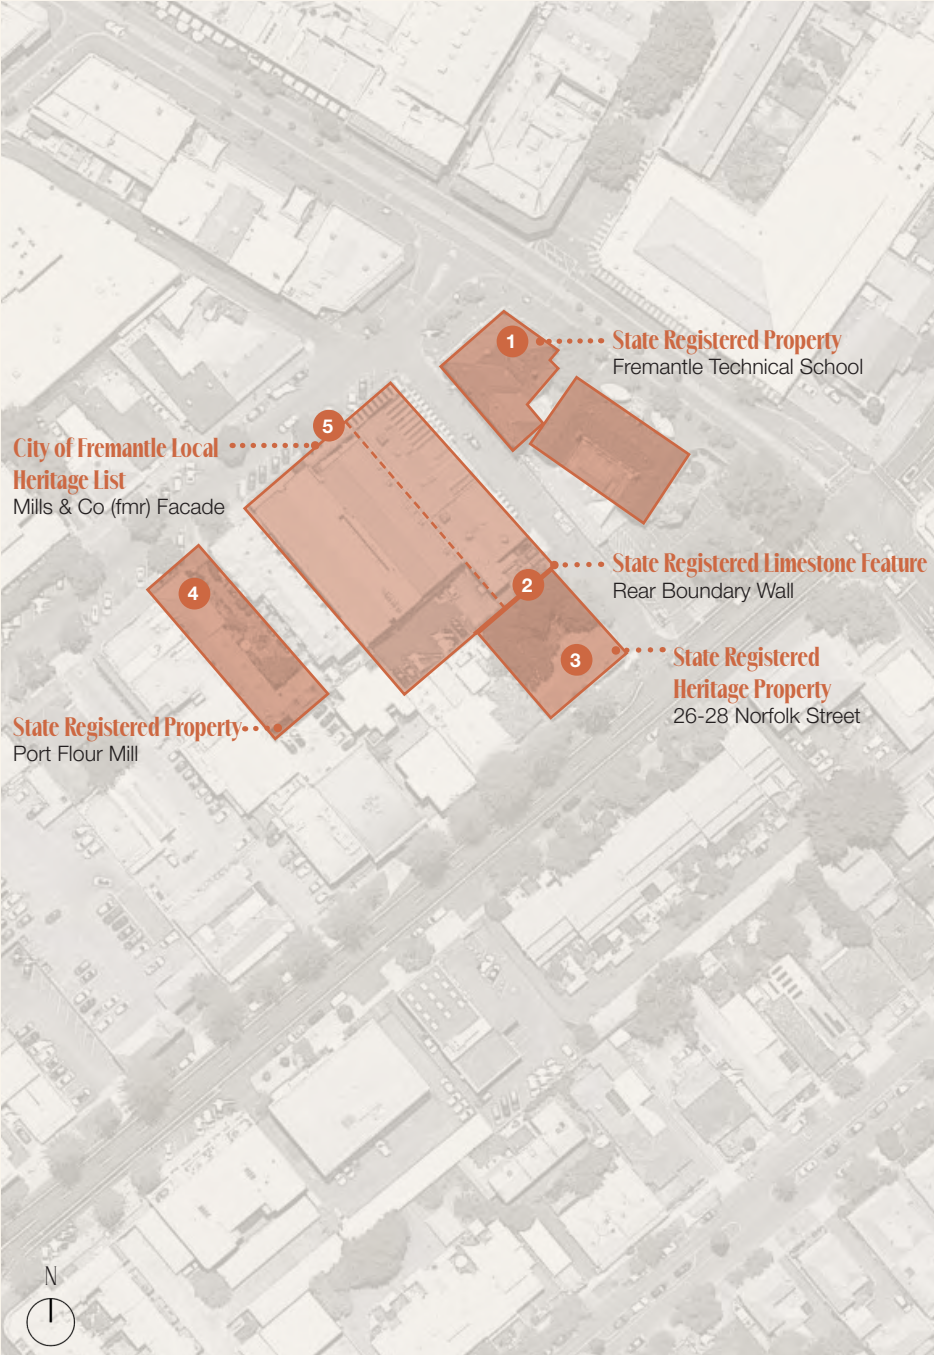 1
State Registered Property
Fremantle Technical School
5
City of Fremantle Local
Heritage List
Mills & Co (fmr) Facade
State Registered Limestone Feature
Rear Boundary Wall
2
4
3
State Registered
Heritage Property
26-28 Norfolk Street
State Registered Property
Port Flour Mill
N